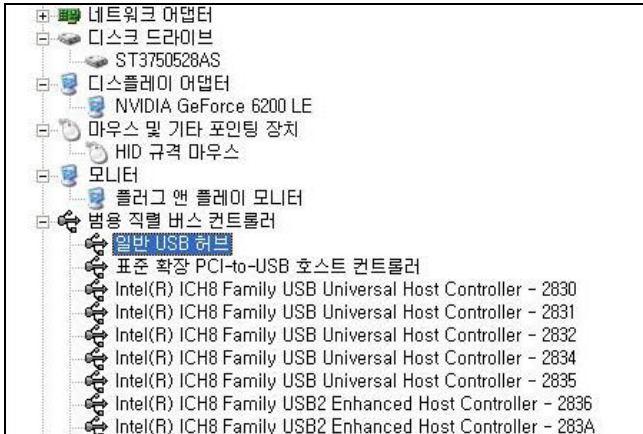 네트워크 어댑터
디스크 드라이브
ST3750528AS
디스플레이 어댑터
NVIDIA GeForce 6200 LE
마우스 및 기타 포인팅 장치
HID 규격 마우스
모니터
플러그 앤 플레이 모니터
범용 직렬 버스 컨트롤러
일반 USB 허브
표준 확장 PCI-to-USB 호스트 컨트롤러
Intel(R) ICH8 Family USB Universal Host Controller - 2830
Intel(R) ICH8 Family USB Universal Host Controller - 2831
Intel(R) ICH8 Family USB Universal Host Controller - 2832
Intel(R) ICH8 Family USB Universal Host Controller - 2834
Intel(R) ICH8 Family USB Universal Host Controller - 2835
Intel(R) ICH8 Family USB2 Enhanced Host Controller - 2836
Intel(R) ICH8 Family USB2 Enhanced Host Controller - 283A